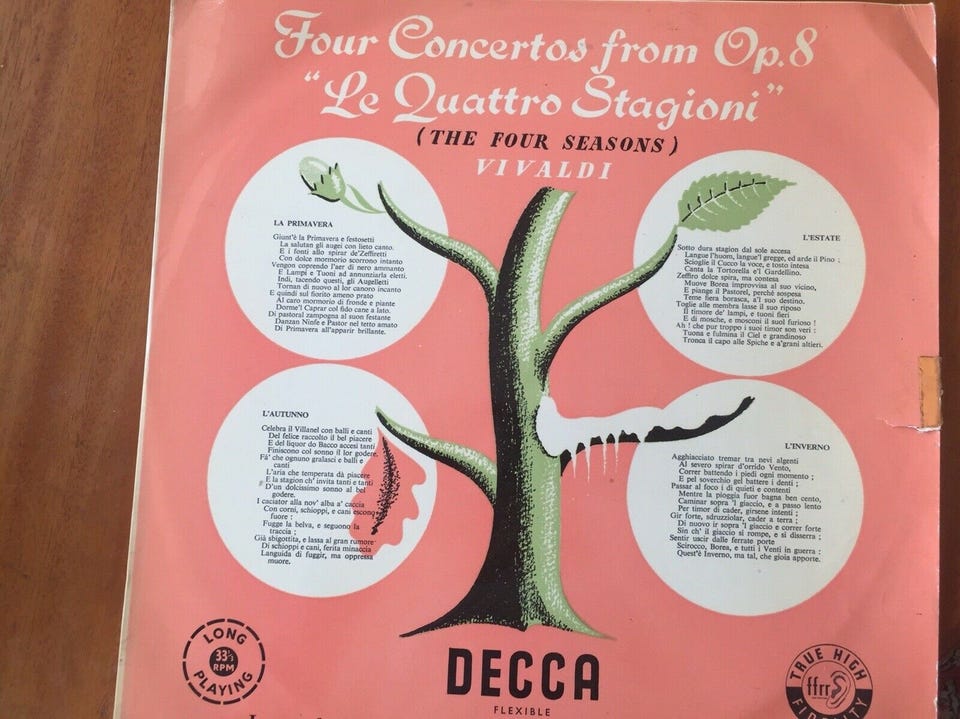 Four Concertos from Op. 8
"Le Quattro Stagioni"
(THE FOUR SEASONS)
VIVALDI
LA PRIMAVERA
Giunt'è la Primavera e festosetti
La salutan gli augei con lieto canto.
E i fonti allo spirar de'Zeffiretti
Con dolce mormorio scorrono intanto
Vengon coprendo l'aer di nero ammanto
E Lampi e Tuoni ad annunziarla eletti.
Indi, tacendo questi, gli Augelletti
Tornan di nuovo al lor canoro incanto
E quindi sul fiorito ameno prato
Al caro mormorio di fronde e piante
Dorme'l Caprar col fido cane a lato.
Di pastoral zampogna al suon festante
Danzan Ninfe e Pastor nel tetto amato
Di Primavera all'apparir brillante.
L'ESTATE
Sotto dura stagion dal sole accesa
Langue l'huom, langue'l gregge, ed arde il Pino :
Scioglie il Cucco la voce, e tosto intesa
Canta la Tortorella e'l Gardellino.
Zeffiro dolce spira, ma contesa
Muove Borea improvvisa al suo vicino,
E piange il Pastorel, perchè sospesa
Teme fiera borasca, a'l suo destino.
Toglie alle membra lasse il suo riposo
Il timore de' lampi, e tuoni fieri
E di mosche, e mosconi il suol furioso !
Ah ! che pur troppo i suoi timor son veri :
Tuona e fulmina il Ciel e grandinoso
Tronca il capo alle Spiche e a'grani altieri.
L'AUTUNNO
Celebra il Villanel con balli e canti
Del felice raccolto il bel piacere
E del liquor do Bacco accesi tanti
Finiscono col sonno il lor godere.
Fà' che ognuno gralasci e balli e
canti
L'aria che temperata dà piacere
E la stagion ch' invita tanti e tanti
D'un dolcissimo sonno al bel
godere.
I caciator alla nov' alba a' caccia
Con corni, schioppi, e cani escono
fuore :
Fugge la belva, e seguono la
traccia ;
Già sbigottita, e lassa al gran rumore
Di schioppi e cani, ferita minaccia
Languida di fuggir, ma oppressa
muore.
L'INVERNO
Agghiacciato tremar tra nevi algenti
Al severo spirar d'orrido Vento,
Correr battendo i piedi ogni momento ;
E pel soverchio gel battere i denti ;
Passar al foco i di quieti e contenti
Mentre la pioggia fuor bagna ben cento,
Caminar sopra 'l giaccio, e a passo lento
Per timor di cader, girsene intenti ;
Gir forte, sdruzziolar, cader a terra ;
Di nuovo ir sopra 'l giaccio e correr forte
Sin ch' il giaccio si rompe, e si disserra ;
Sentir uscir dalle ferrate porte
Scirocco, Borea, e tutti i Venti in guerra :
Quest'è Inverno, ma tal, che gioia apporte.
LONG
33⅓
RPM
PLAYING
DECCA
FLEXIBLE
TRUE HIGH
ffrr
FIDELITY